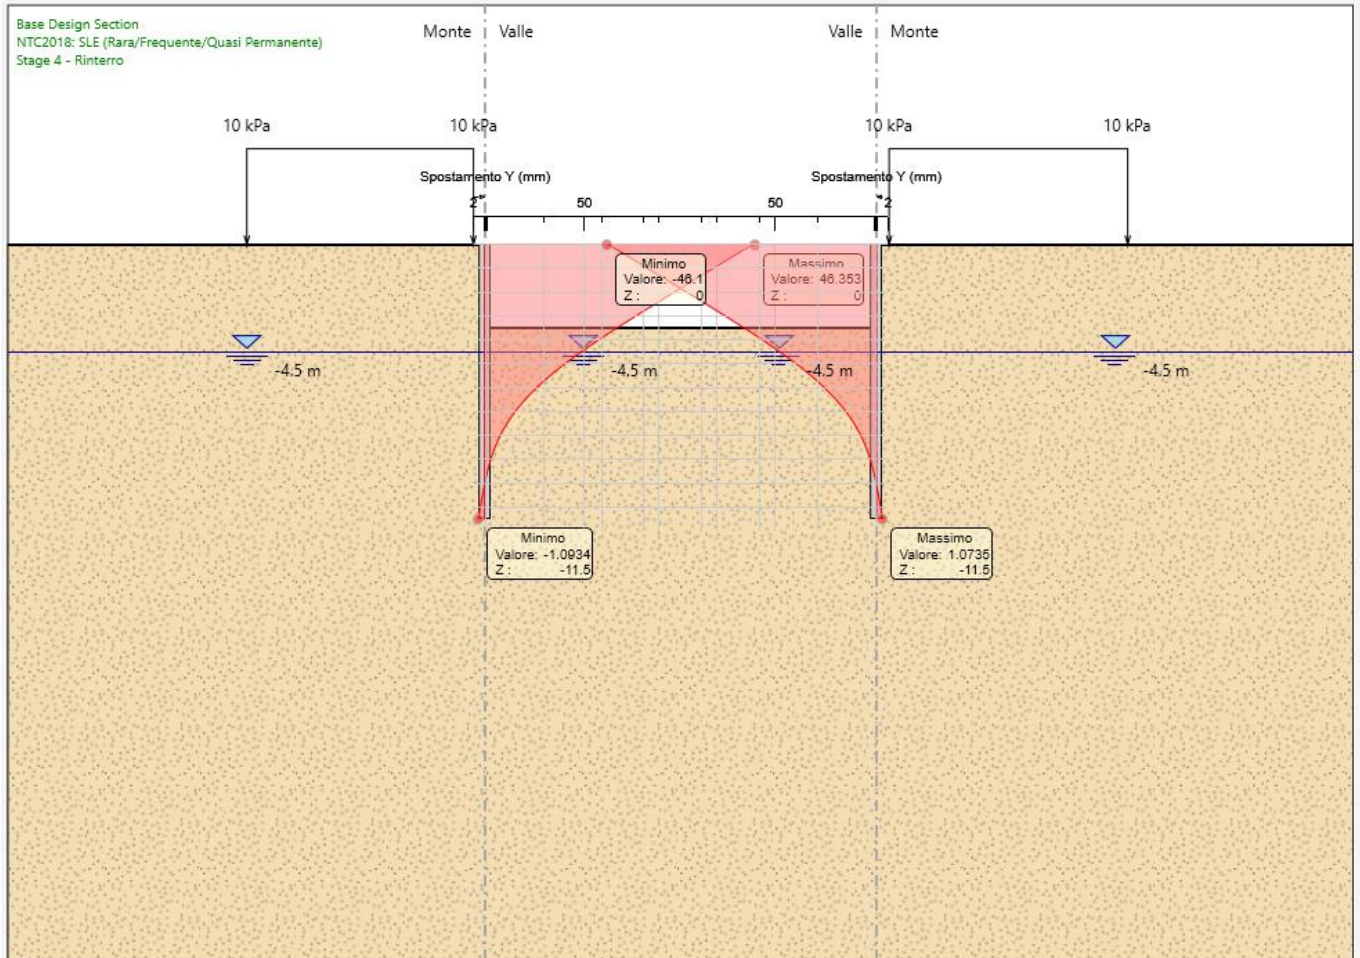 Base Design Section
NTC2018: SLE (Rara/Frequente/Quasi Permanente)
Stage 4 - Rinterro
Monte Valle Valle Monte
10 kPa 10 kPa 10 kPa 10 kPa
Spostamento Y (mm) Spostamento Y (mm)
2 50 50 2
Minimo
Valore: -46.1
Z : 0
Massimo
Valore: 46.353
Z : 0
-4.5 m -4.5 m -4.5 m -4.5 m
Minimo
Valore: -1.0934
Z : -11.5
Massimo
Valore: 1.0735
Z : -11.5